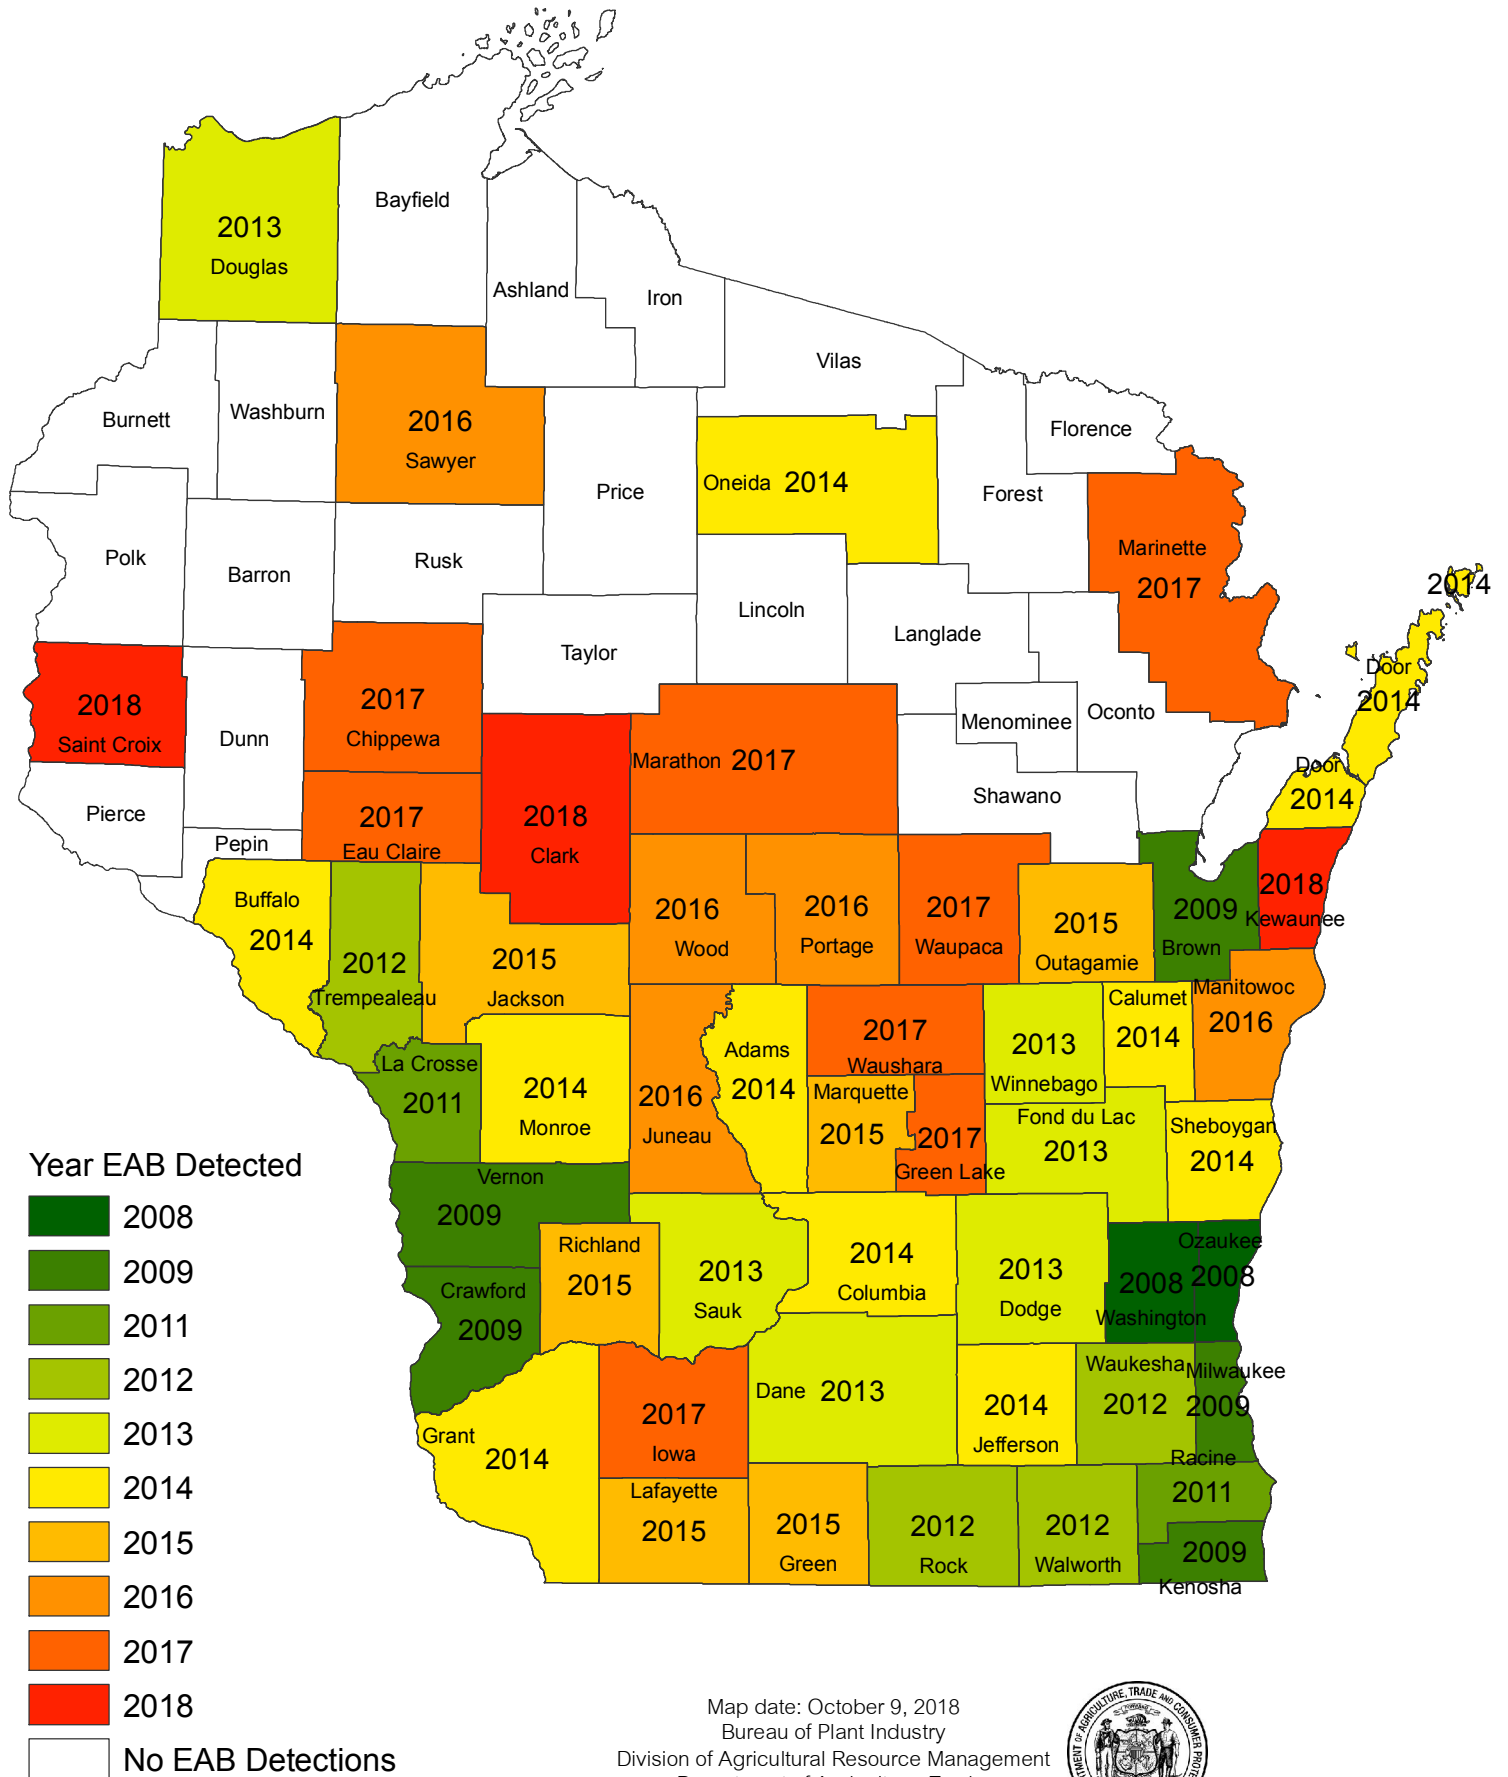 Bayfield
2013
Douglas
Ashland
Iron
Vilas
Burnett
Washburn
2016
Sawyer
Florence
Price
Oneida 2014
Forest
Polk
Barron
Rusk
Marinette
2017
2014
Lincoln
Langlade
Taylor
Door
2014
2018
Saint Croix
Dunn
2017
Chippewa
Marathon 2017
Menominee
Oconto
Door
2014
Shawano
Pierce
Pepin
2017
Eau Claire
2018
Clark
2018
Kewaunee
Buffalo
2014
2012
Trempealeau
2015
Jackson
2016
Wood
2016
Portage
2017
Waupaca
2015
Outagamie
2009
Brown
Manitowoc
2016
Calumet
2014
2013
Winnebago
2017
Waushara
Adams
2014
2016
Juneau
2014
Monroe
La Crosse
2011
Marquette
2015
2017
Green Lake
Fond du Lac
2013
Sheboygan
2014
Vernon
2009
Richland
2015
2013
Sauk
2014
Columbia
2013
Dodge
2008
Washington
Ozaukee
2008
Crawford
2009
Grant
2014
2017
Iowa
Dane 2013
2014
Jefferson
Waukesha
2012
Milwaukee
2009
Racine
2011
Lafayette
2015
2015
Green
2012
Rock
2012
Walworth
2009
Kenosha
Year EAB Detected
2008
2009
2011
2012
2013
2014
2015
2016
2017
2018
No EAB Detections
Map date: October 9, 2018
Bureau of Plant Industry
Division of Agricultural Resource Management
OF AGRICULTURE, TRADE AND CONSUMER